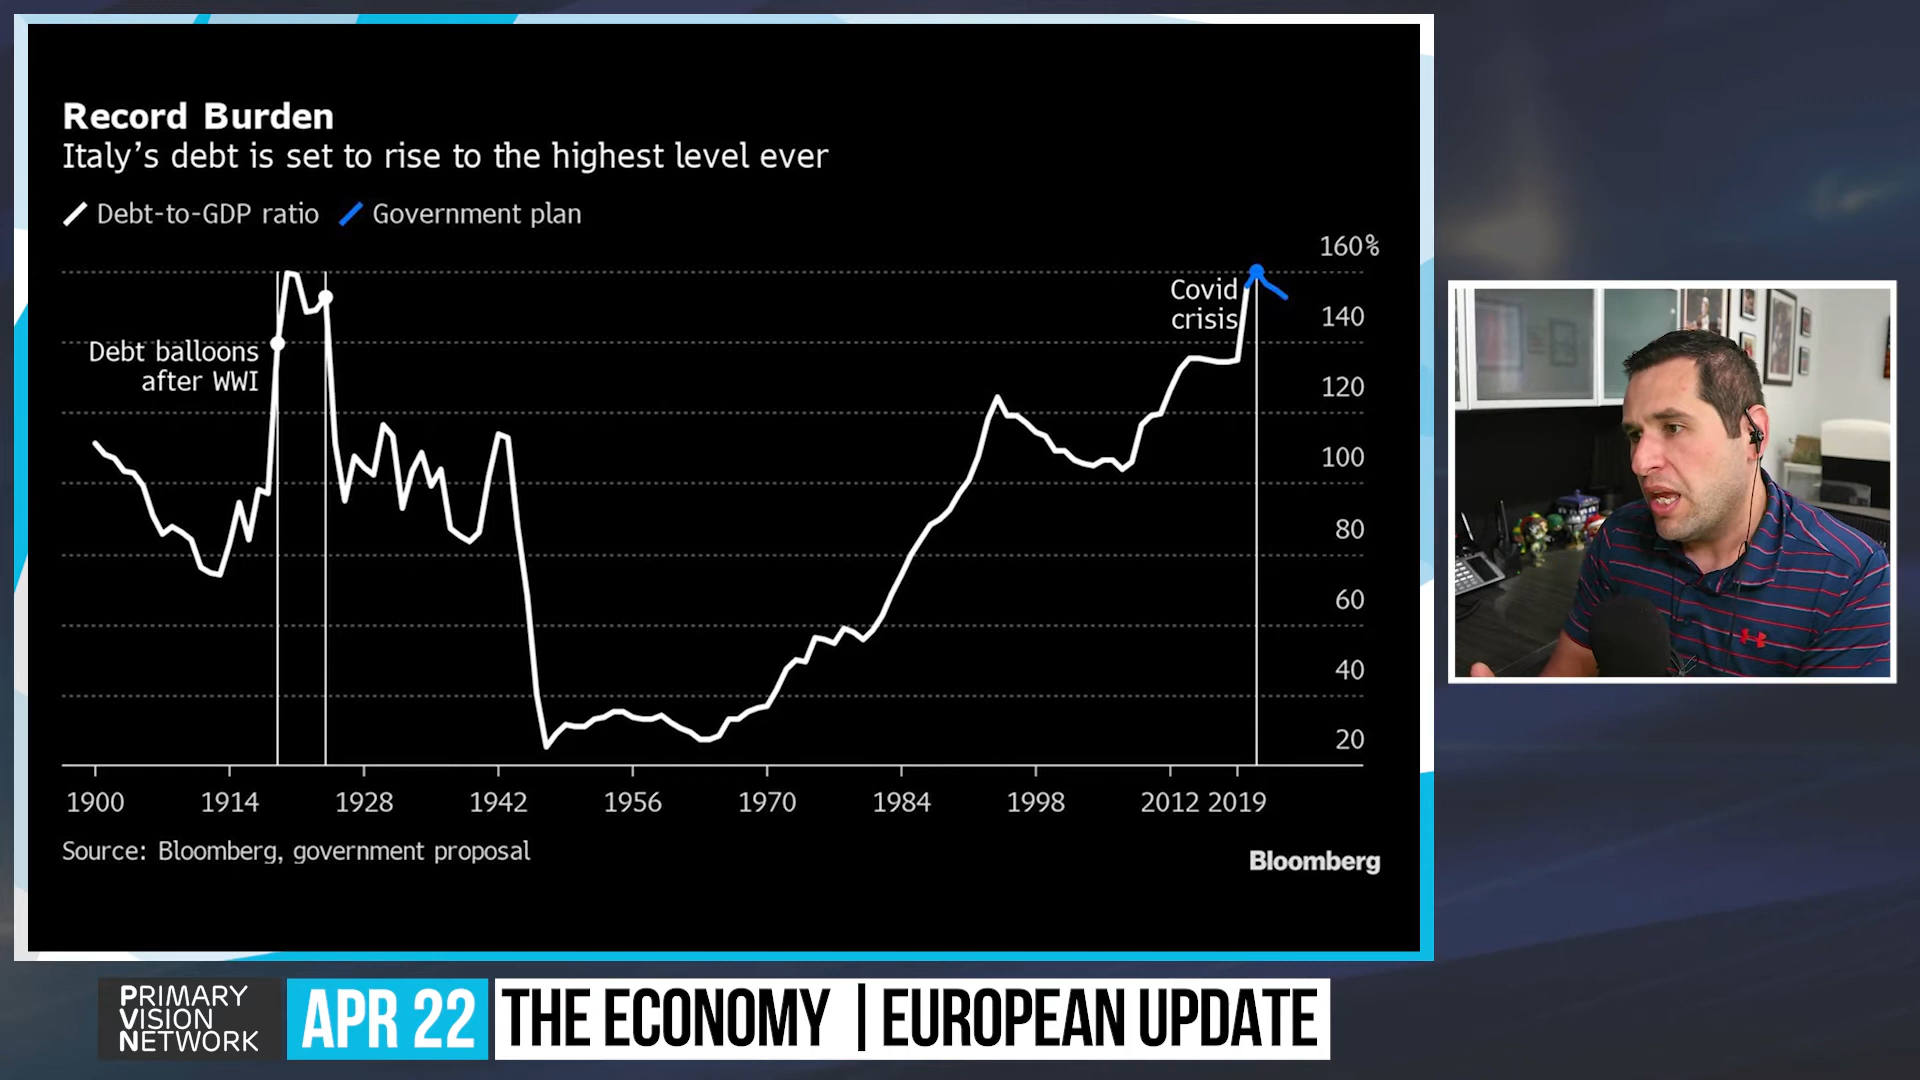 Record Burden
Italy's debt is set to rise to the highest level ever
Debt-to-GDP ratio Government plan
160%
140
120
100
80
60
40
20
Debt balloons
after WWI
Covid
crisis
1900 1914 1928 1942 1956 1970 1984 1998 2012 2019
Source: Bloomberg, government proposal
Bloomberg
PRIMARY
VISION
NETWORK
APR 22
THE ECONOMY | EUROPEAN UPDATE